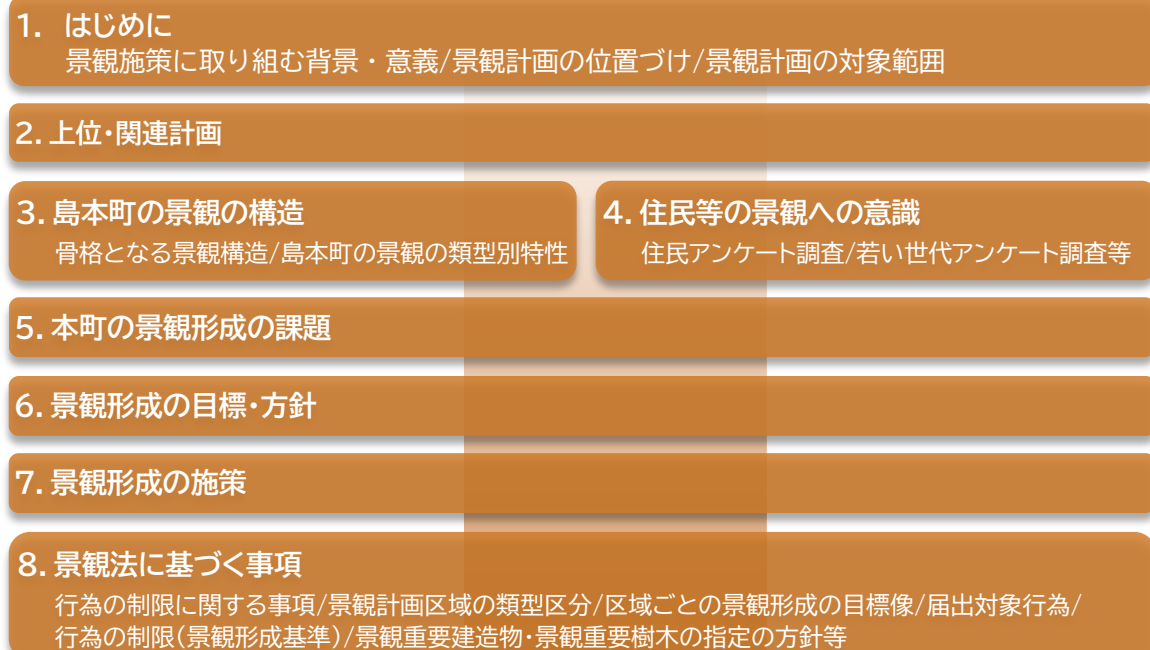 1. はじめに
景観施策に取り組む背景・意義/景観計画の位置づけ/景観計画の対象範囲
2. 上位・関連計画
3. 島本町の景観の構造
骨格となる景観構造/島本町の景観の類型別特性
4. 住民等の景観への意識
住民アンケート調査/若い世代アンケート調査等
5. 本町の景観形成の課題
6. 景観形成の目標・方針
7. 景観形成の施策
8. 景観法に基づく事項
行為の制限に関する事項/景観計画区域の類型区分/区域ごとの景観形成の目標像/届出対象行為/
行為の制限(景観形成基準)/景観重要建造物・景観重要樹木の指定の方針等